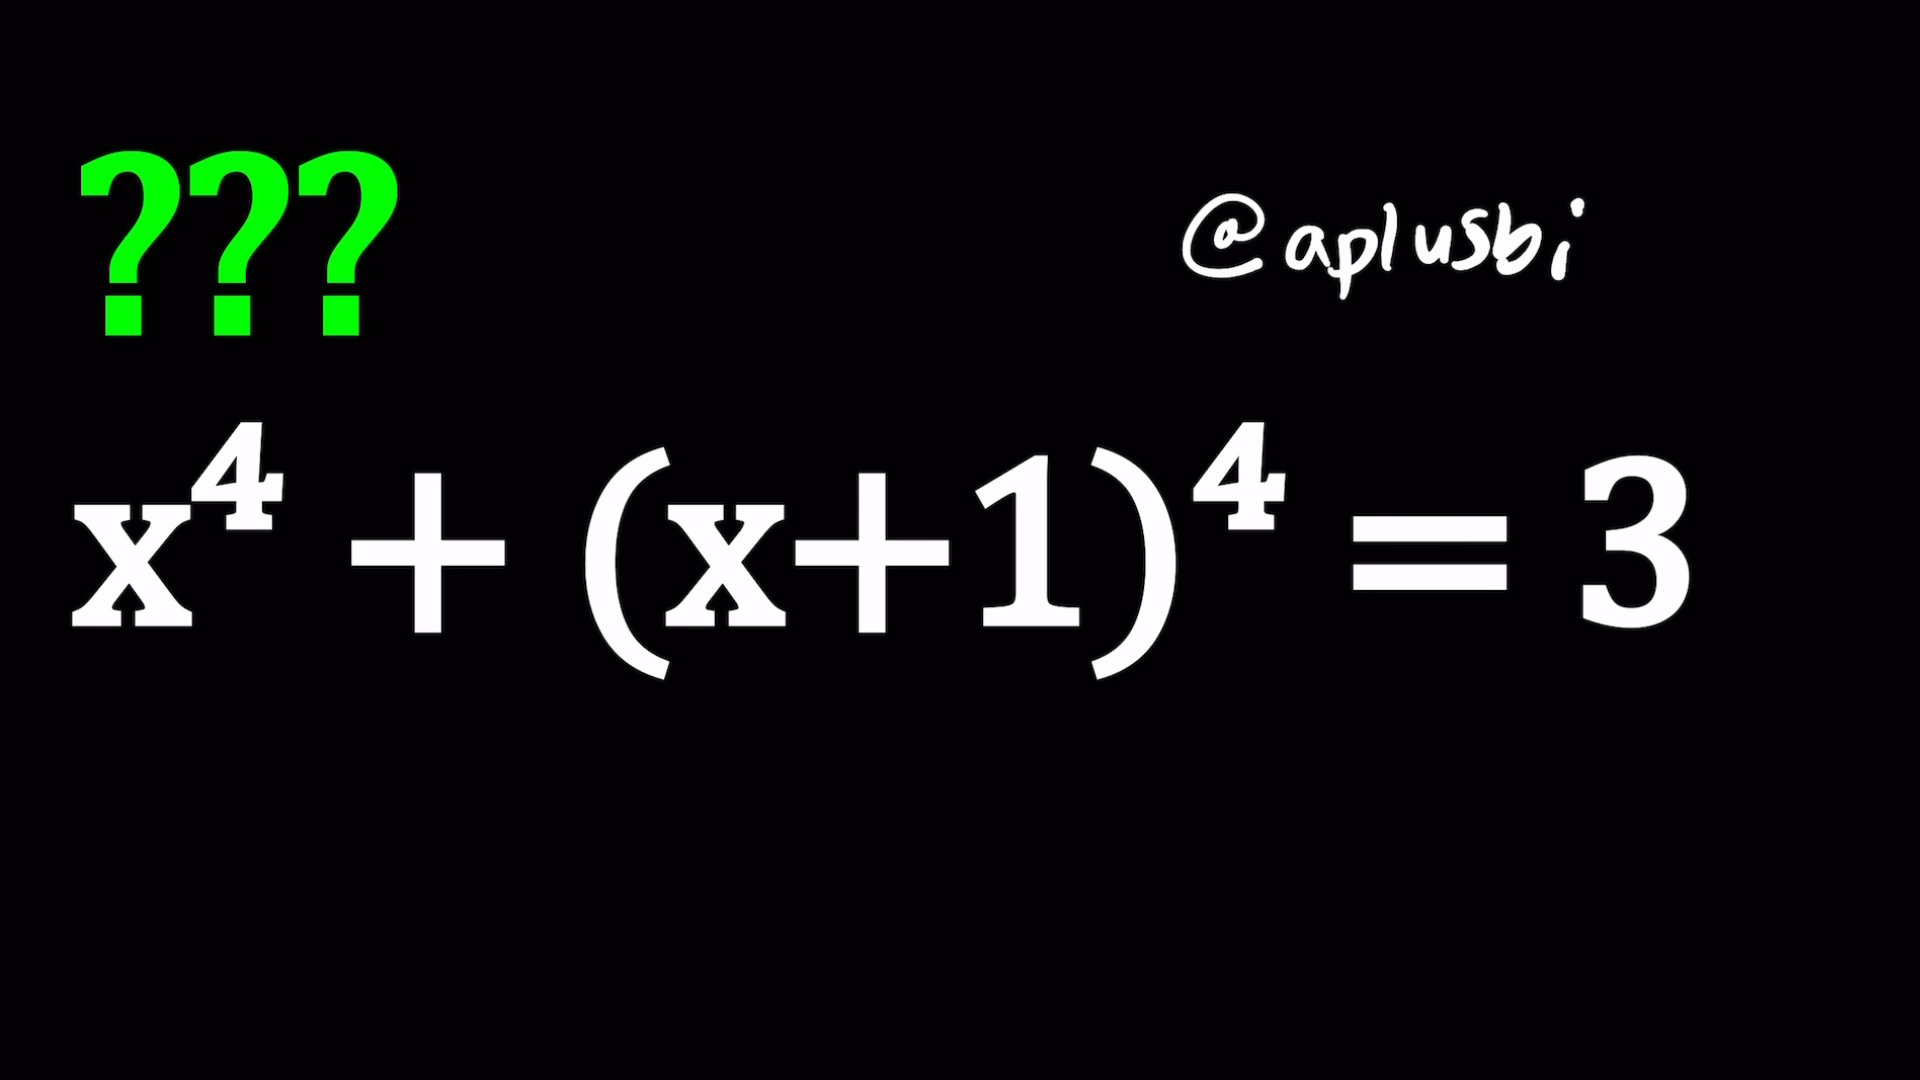 ???
@aplusbi
x⁴ + (x+1)⁴ = 3